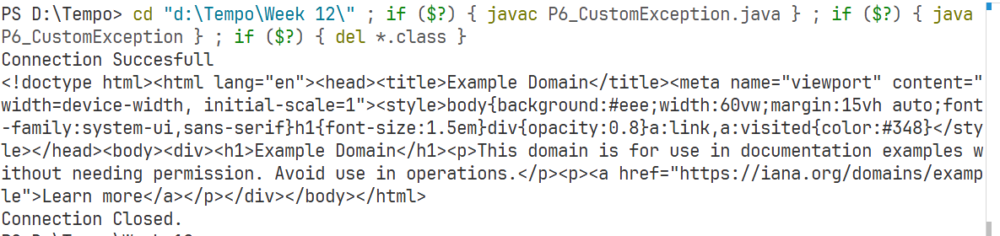 PS D:\Tempo> cd "d:\Tempo\Week 12\" ; if ($?) { javac P6_CustomException.java } ; if ($?) { java
P6_CustomException } ; if ($?) { del *.class }
Connection Succesfull
<!doctype html><html lang="en"><head><title>Example Domain</title><meta name="viewport" content="
width=device-width, initial-scale=1"><style>body{background:#eee;width:60vw;margin:15vh auto;font
-family:system-ui,sans-serif}h1{font-size:1.5em}div{opacity:0.8}a:link,a:visited{color:#348}</sty
le></head><body><div><h1>Example Domain</h1><p>This domain is for use in documentation examples w
ithout needing permission. Avoid use in operations.</p><p><a href="https://iana.org/domains/examp
le">Learn more</a></p></div></body></html>
Connection Closed.